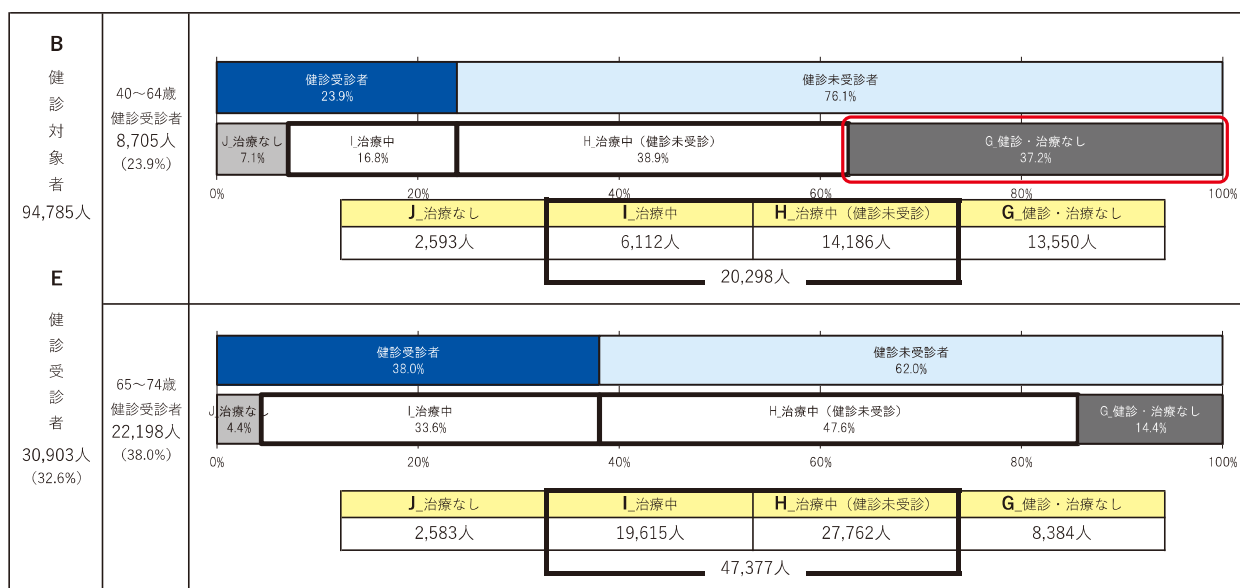 B
健
診
対
象
者
94,785人
E
健
診
受
診
者
30,903人
(32.6%)
40～64歳
健診受診者
8,705人
(23.9%)
健診受診者
23.9%
健診未受診者
76.1%
J_治療なし
7.1%
I_治療中
16.8%
H_治療中（健診未受診）
38.9%
G_健診・治療なし
37.2%
0%
20%
40%
60%
80%
100%
J_治療なし
I_治療中
H_治療中（健診未受診）
G_健診・治療なし
2,593人
6,112人
14,186人
13,550人
20,298人
65～74歳
健診受診者
22,198人
(38.0%)
健診受診者
38.0%
健診未受診者
62.0%
J_治療なし
4.4%
I_治療中
33.6%
H_治療中（健診未受診）
47.6%
G_健診・治療なし
14.4%
0%
20%
40%
60%
80%
100%
J_治療なし
I_治療中
H_治療中（健診未受診）
G_健診・治療なし
2,583人
19,615人
27,762人
8,384人
47,377人